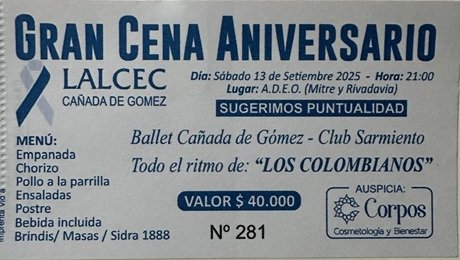 GRAN CENA ANIVERSARIO
LALCEC
CAÑADA DE GOMEZ
Día: Sábado 13 de Setiembre 2025 - Hora: 21:00
Lugar: A.D.E.O. (Mitre y Rivadavia)
SUGERIMOS PUNTUALIDAD
MENÚ:
Empanada
Chorizo
Pollo a la parrilla
Ensaladas
Postre
Bebida incluida
Brindis/ Masas / Sidra 1888
Ballet Cañada de Gómez - Club Sarmiento
Todo el ritmo de: "LOS COLOMBIANOS"
VALOR $ 40.000
Nº 281
AUSPICIA:
Corpos
Cosmetología y Bienestar